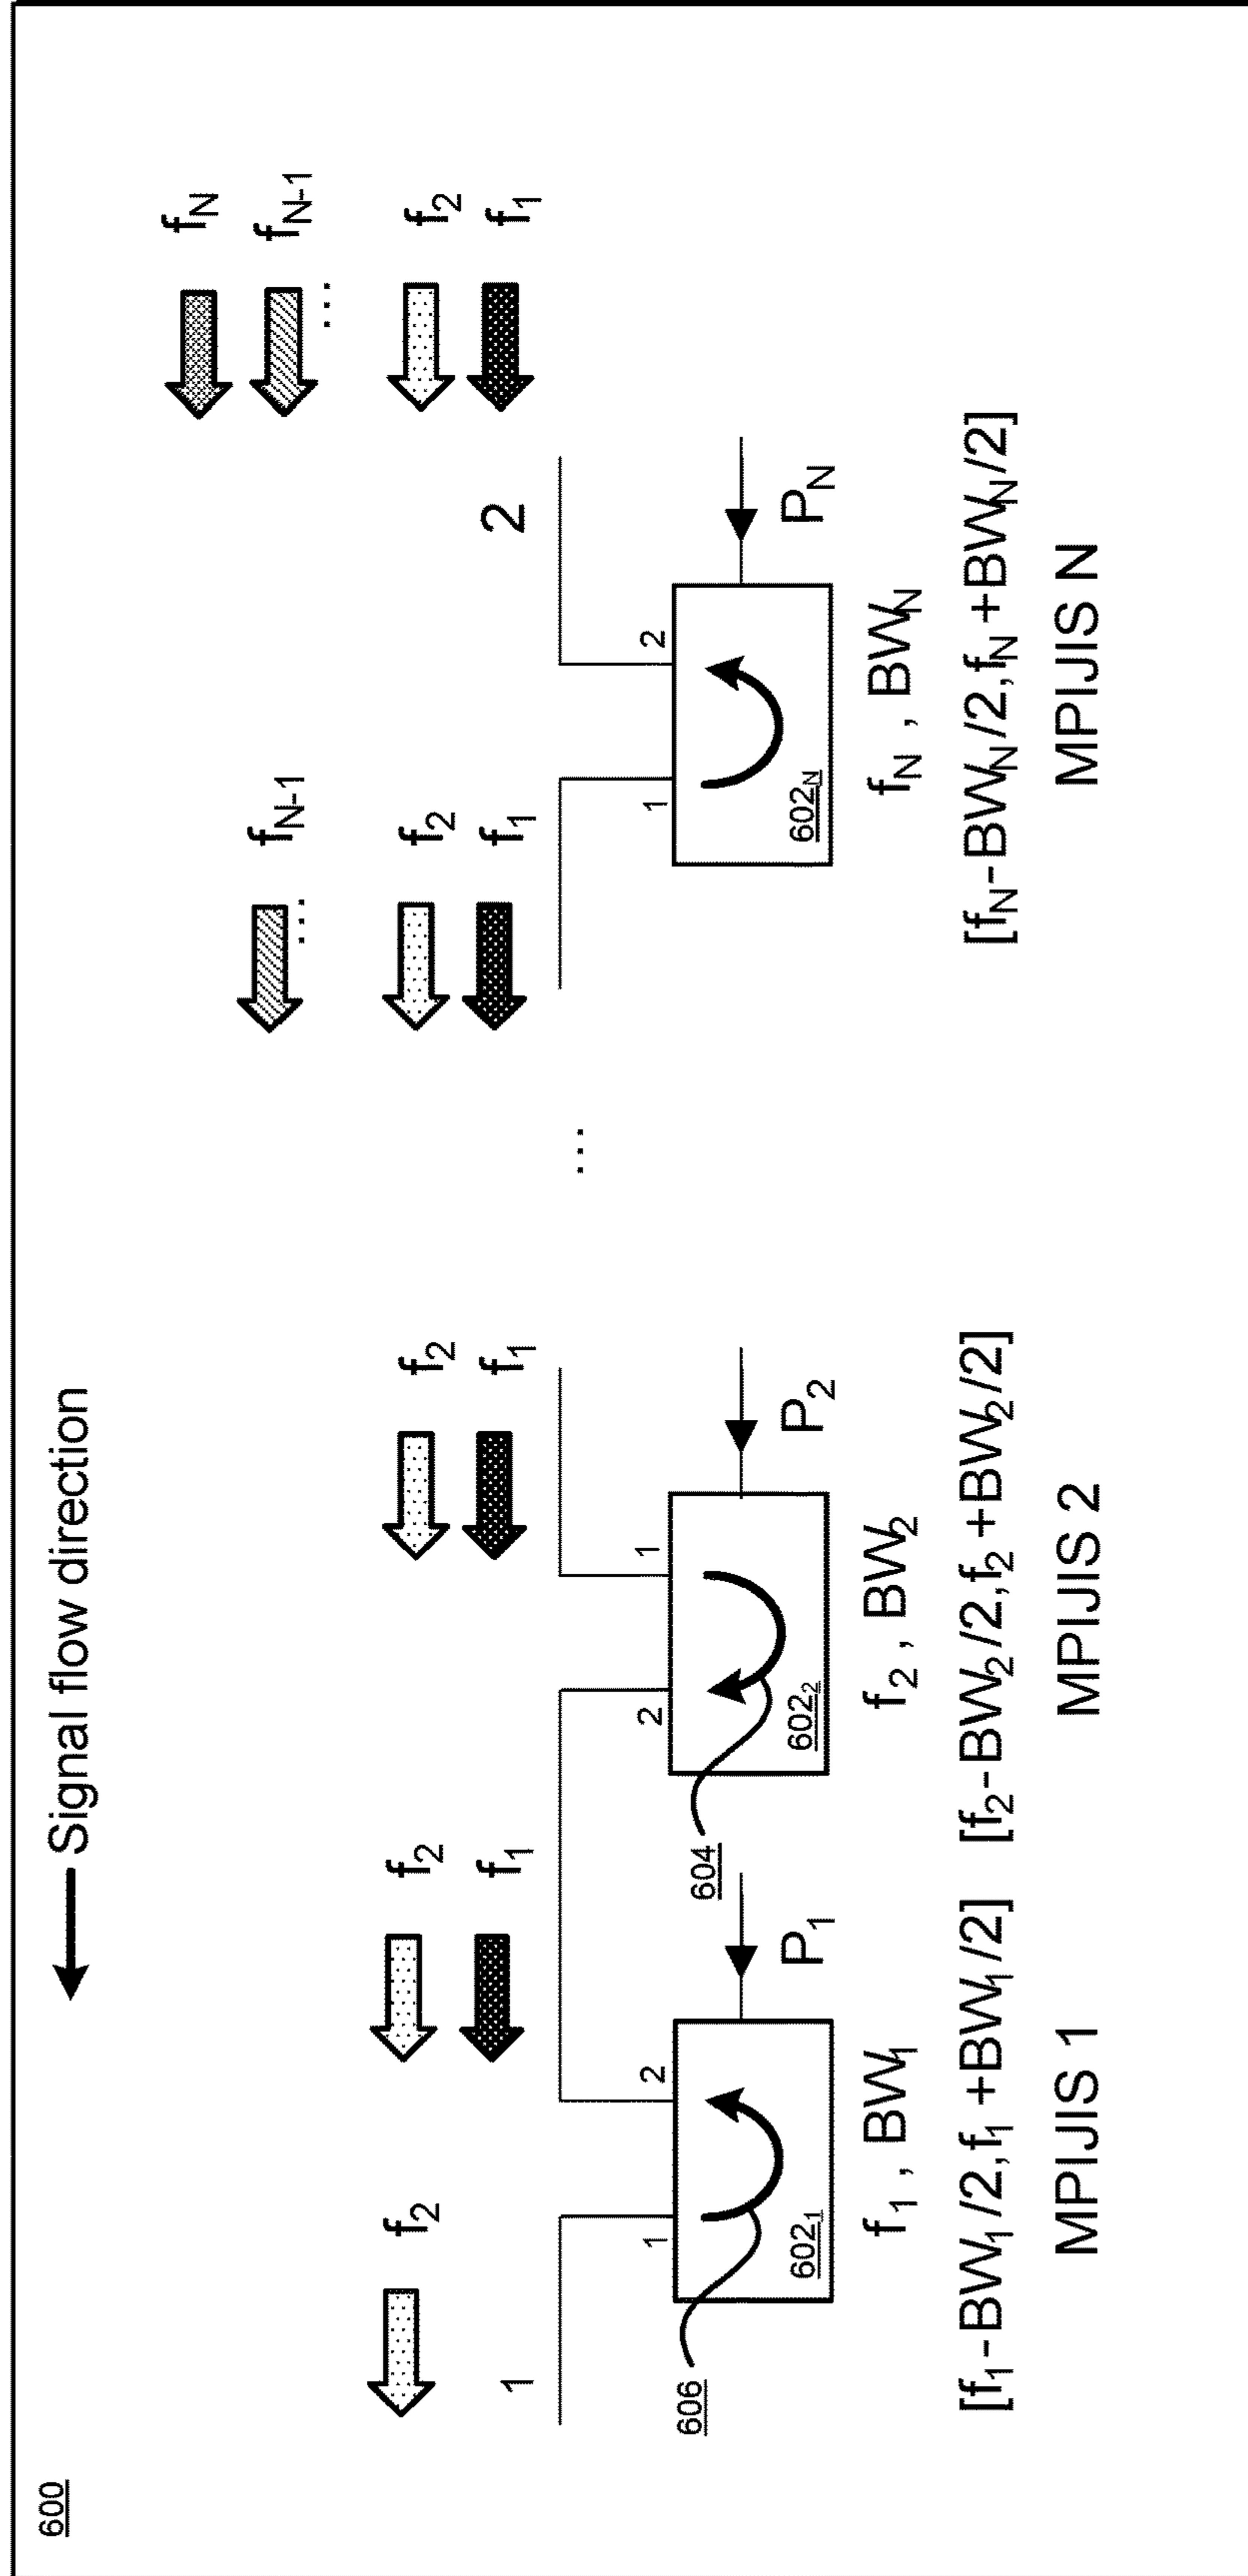 600
← Signal flow direction
f2
f2
f1
f2
f1
...
fN-1
...
f2
f1
fN
fN-1
...
f2
f1
1
2
1
2
2
1
1
2
606
604
6021
6022
602N
P1
P2
PN
f1 , BW1
f2 , BW2
fN , BWN
[f1-BW1/2,f1+BW1/2]
[f2-BW2/2,f2+BW2/2]
[fN-BWN/2,fN+BWN/2]
MPIJIS 1
MPIJIS 2
MPIJIS N